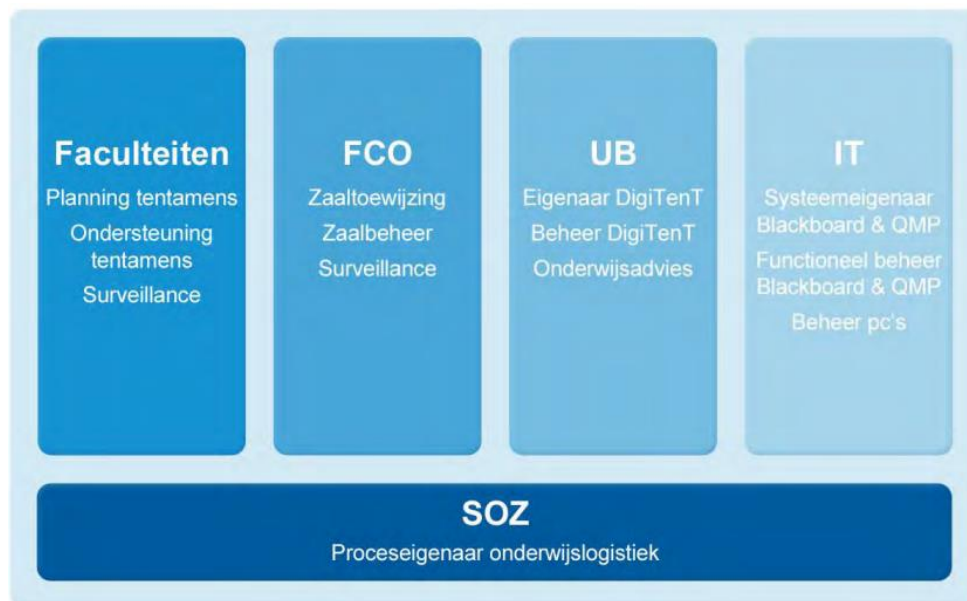 Faculteiten
Planning tentamens
Ondersteuning
tentamens
Surveillance
FCO
Zaaltoewijzing
Zaalbeheer
Surveillance
UB
Eigenaar DigiTenT
Beheer DigiTenT
Onderwijsadvies
IT
Systeemeigenaar
Blackboard & QMP
Functioneel beheer
Blackboard & QMP
Beheer pc's
SOZ
Proceseigenaar onderwijslogistiek